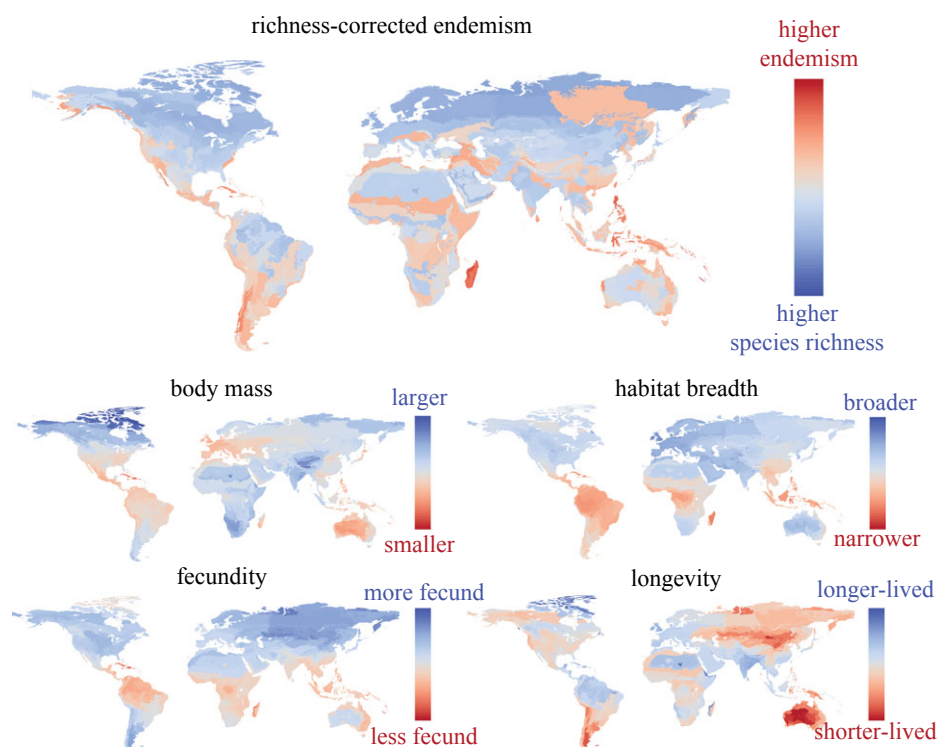 richness-corrected endemism
higher
endemism
higher
species richness
body mass
larger
smaller
habitat breadth
broader
narrower
fecundity
more fecund
less fecund
longevity
longer-lived
shorter-lived